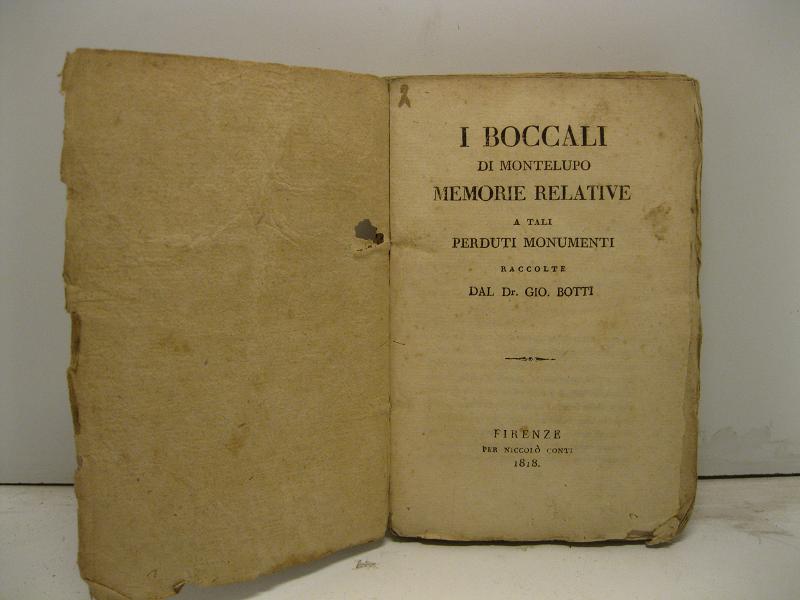 I BOCCALI
DI MONTELUPO
MEMORIE RELATIVE
A TALI
PERDUTI MONUMENTI
RACCOLTE
DAL Dr. GIO. BOTTI
FIRENZE
PER NICCOLÒ CONTI
1818.